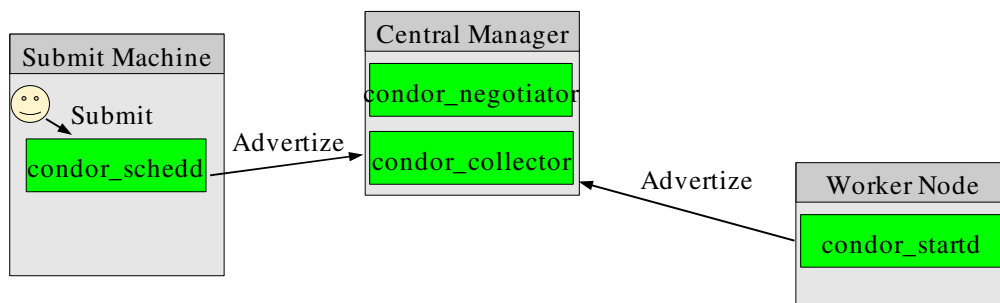 Submit Machine
Submit
condor_schedd
Advertize
Central Manager
condor_negotiator
condor_collector
Advertize
Worker Node
condor_startd